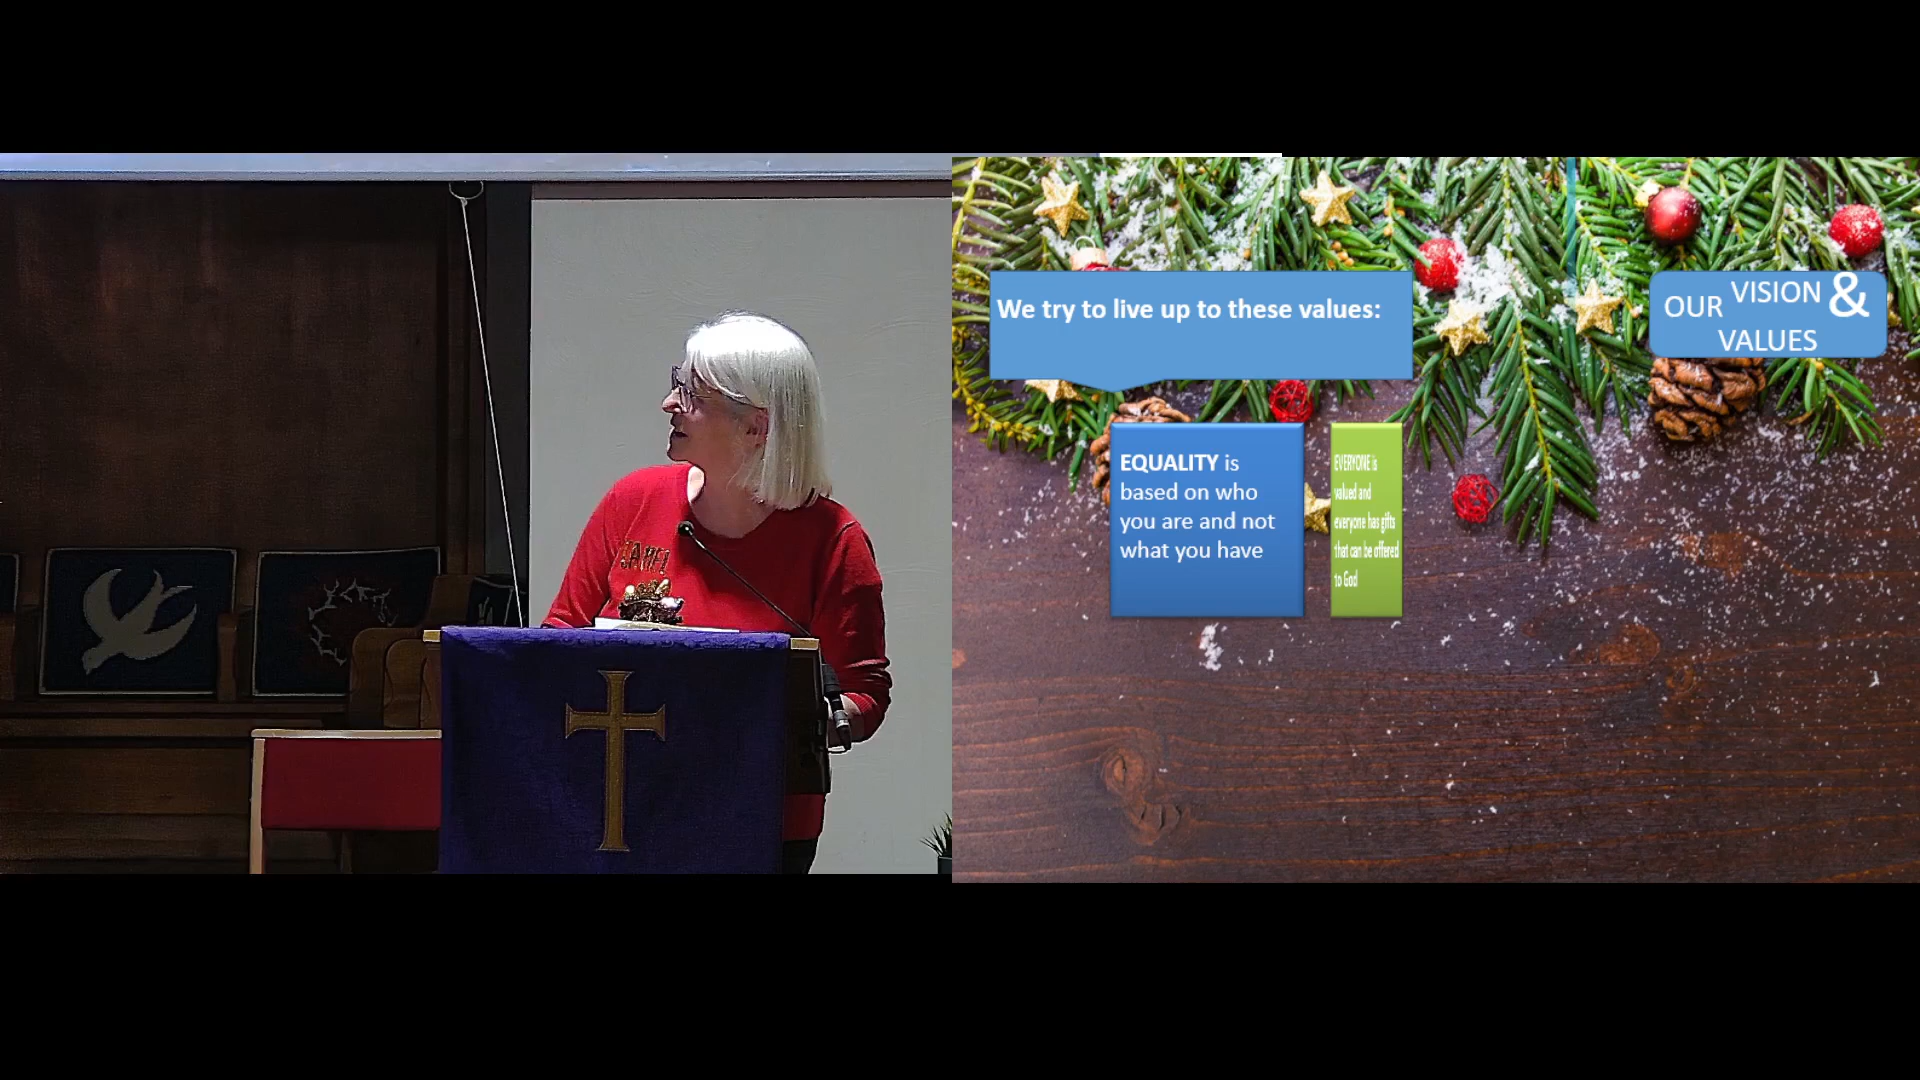 We try to live up to these values:
OUR VISION &
VALUES
EQUALITY is
based on who
you are and not
what you have
EVERYONE is
valued and
everyone has gifts
that can be offered
to God